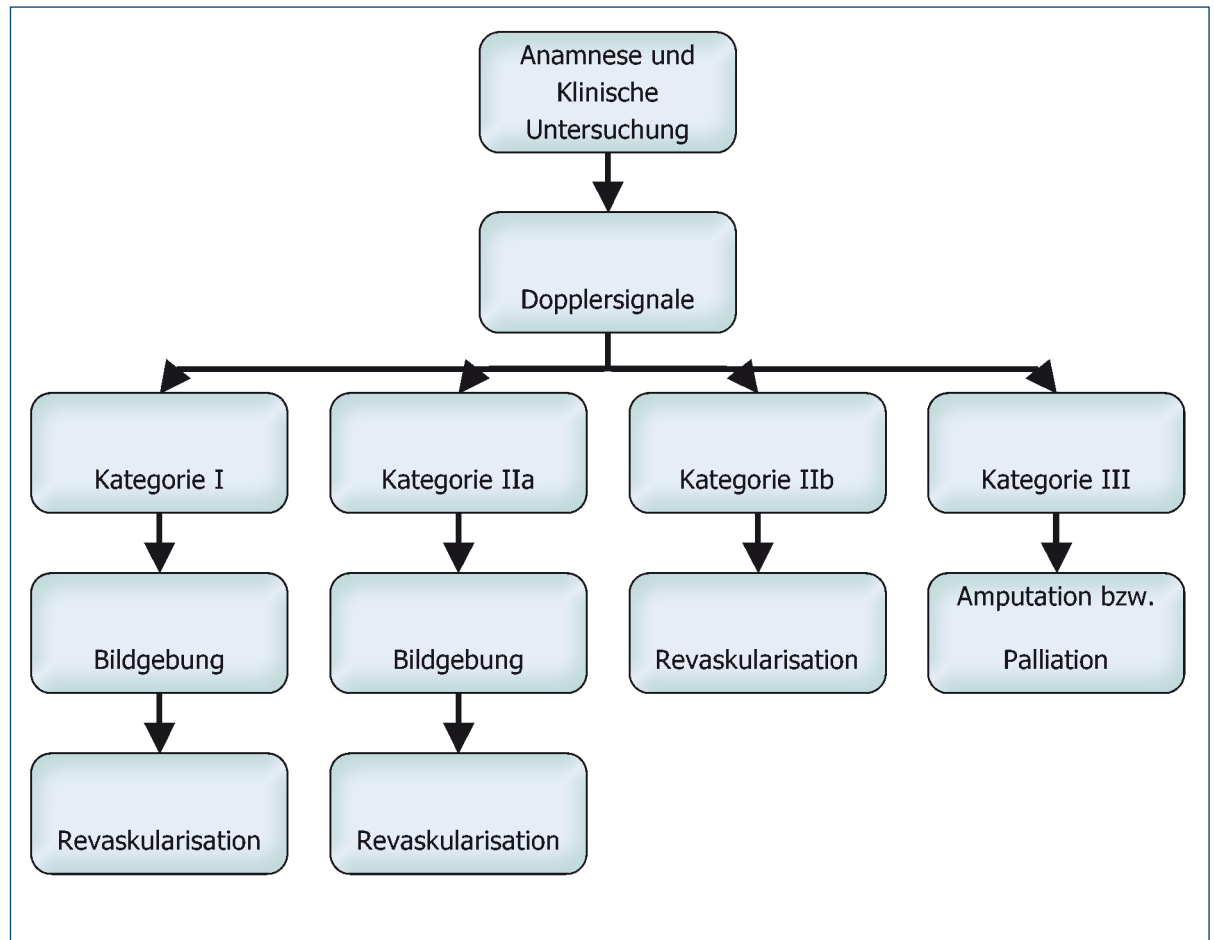 Anamnese und
Klinische
Untersuchung
Dopplersignale
Kategorie I
Kategorie IIa
Kategorie IIb
Kategorie III
Bildgebung
Bildgebung
Revaskularisation
Amputation bzw.
Palliation
Revaskularisation
Revaskularisation